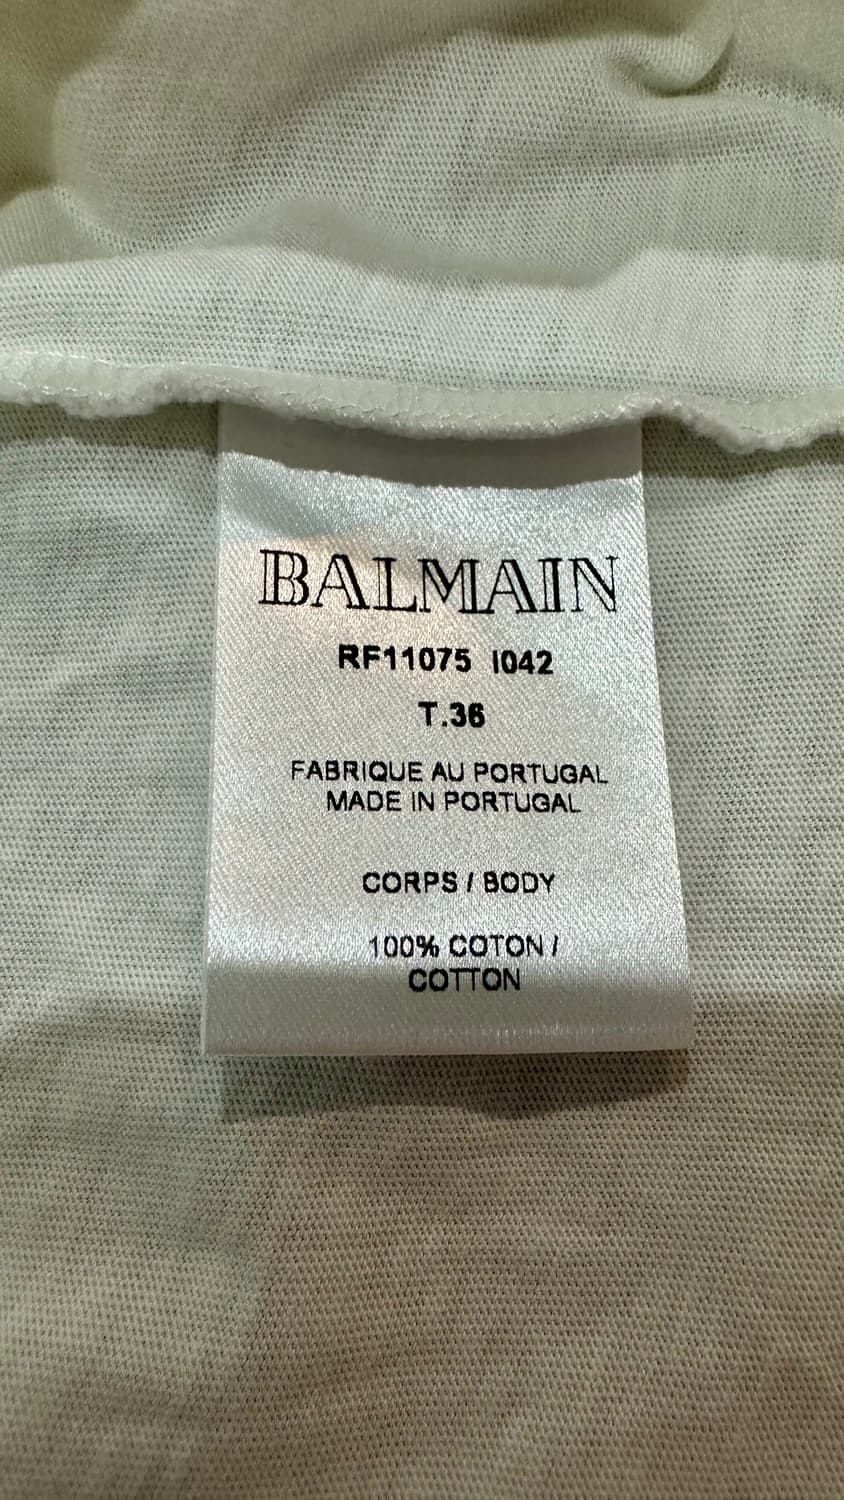 BALMAIN
RF11075 I042
T.36
FABRIQUE AU PORTUGAL
MADE IN PORTUGAL
CORPS / BODY
100% COTON /
COTTON